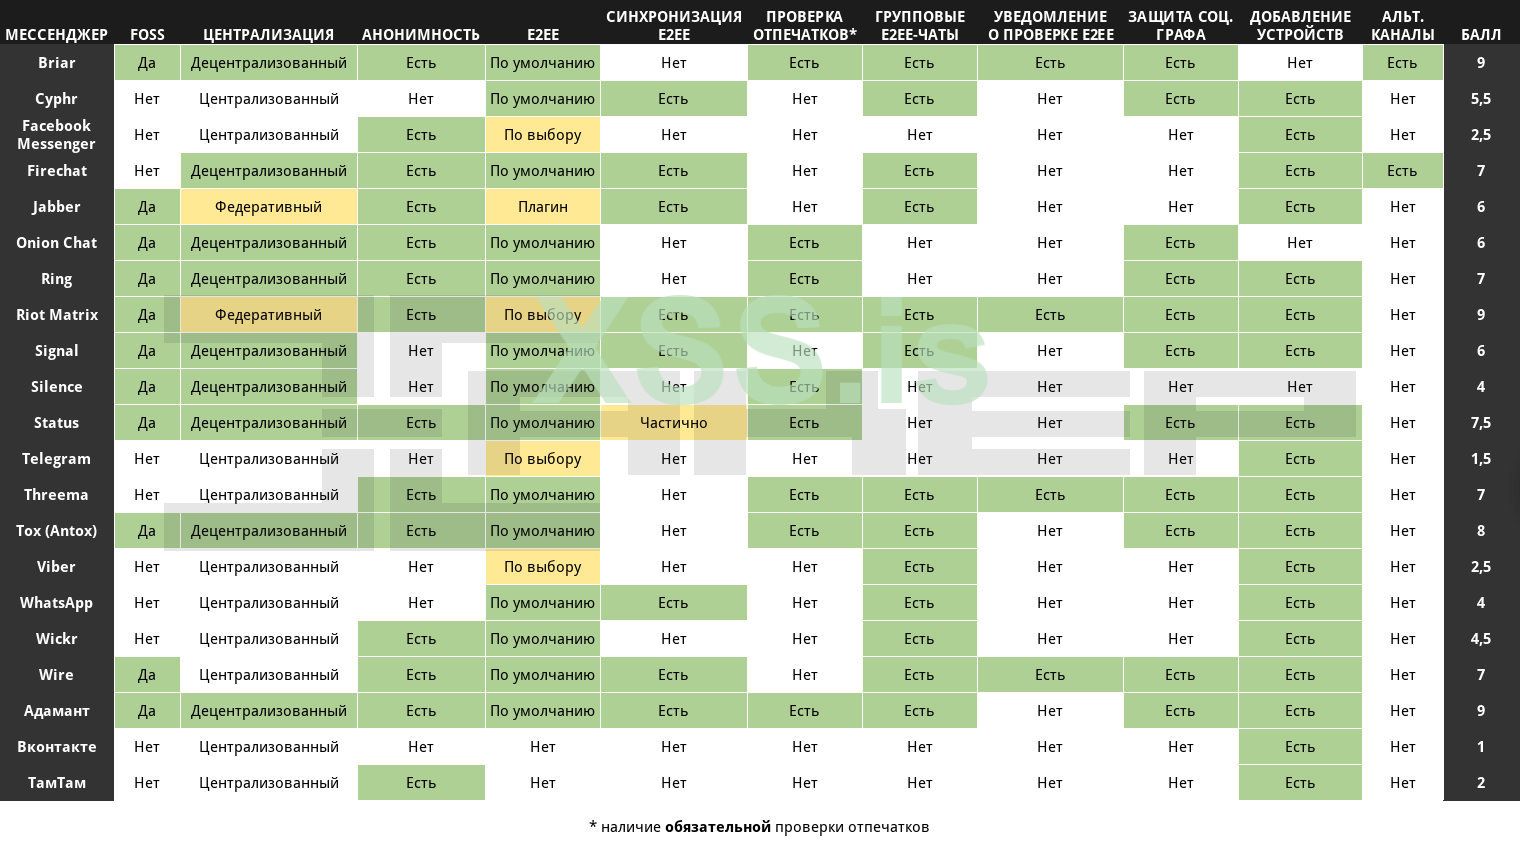 МЕССЕНДЖЕР FOSS ЦЕНТРАЛИЗАЦИЯ АНОНИМНОСТЬ E2EE СИНХРОНИЗАЦИЯ E2EE ПРОВЕРКА ОТПЕЧАТКОВ* ГРУППОВЫЕ E2EE-ЧАТЫ УВЕДОМЛЕНИЕ О ПРОВЕРКЕ E2EE ЗАЩИТА СОЦ. ГРАФА ДОБАВЛЕНИЕ УСТРОЙСТВ АЛЬТ. КАНАЛЫ БАЛЛ
Briar Да Децентрализованный Есть По умолчанию Нет Есть Есть Есть Есть Нет Есть 9
Cyphr Нет Централизованный Нет По умолчанию Есть Нет Есть Нет Есть Есть Нет 5,5
Facebook Messenger Нет Централизованный Есть По выбору Нет Нет Нет Нет Нет Есть Нет 2,5
Firechat Нет Децентрализованный Есть По умолчанию Есть Нет Есть Нет Нет Есть Есть 7
Jabber Да Федеративный Есть Плагин Есть Нет Есть Нет Нет Есть Нет 6
Onion Chat Да Децентрализованный Есть По умолчанию Нет Есть Нет Нет Есть Нет Нет 6
Ring Да Децентрализованный Есть По умолчанию Нет Есть Нет Нет Есть Есть Нет 7
Riot Matrix Да Федеративный Есть По выбору Есть Есть Есть Есть Есть Есть Нет 9
Signal Да Децентрализованный Нет По умолчанию Есть Нет Есть Нет Есть Есть Нет 6
Silence Да Децентрализованный Нет По умолчанию Нет Есть Нет Нет Нет Нет Нет 4
Status Да Децентрализованный Есть По умолчанию Частично Есть Нет Нет Есть Есть Нет 7,5
Telegram Нет Централизованный Нет По выбору Нет Нет Нет Нет Нет Есть Нет 1,5
Threema Нет Централизованный Есть По умолчанию Нет Есть Есть Есть Есть Есть Нет 7
Tox (Antox) Да Децентрализованный Есть По умолчанию Нет Есть Есть Нет Есть Есть Нет 8
Viber Нет Централизованный Нет По выбору Нет Нет Есть Нет Нет Есть Нет 2,5
WhatsApp Нет Централизованный Нет По умолчанию Есть Нет Есть Нет Нет Есть Нет 4
Wickr Нет Централизованный Есть По умолчанию Нет Нет Есть Нет Нет Есть Нет 4,5
Wire Да Централизованный Есть По умолчанию Есть Нет Есть Есть Есть Есть Нет 7
Адамант Да Децентрализованный Есть По умолчанию Есть Есть Есть Нет Есть Есть Нет 9
Вконтакте Нет Централизованный Нет Нет Нет Нет Нет Нет Нет Есть Нет 1
ТамТам Нет Централизованный Есть Нет Нет Нет Нет Нет Нет Есть Нет 2
* наличие обязательной проверки отпечатков
XSS.is